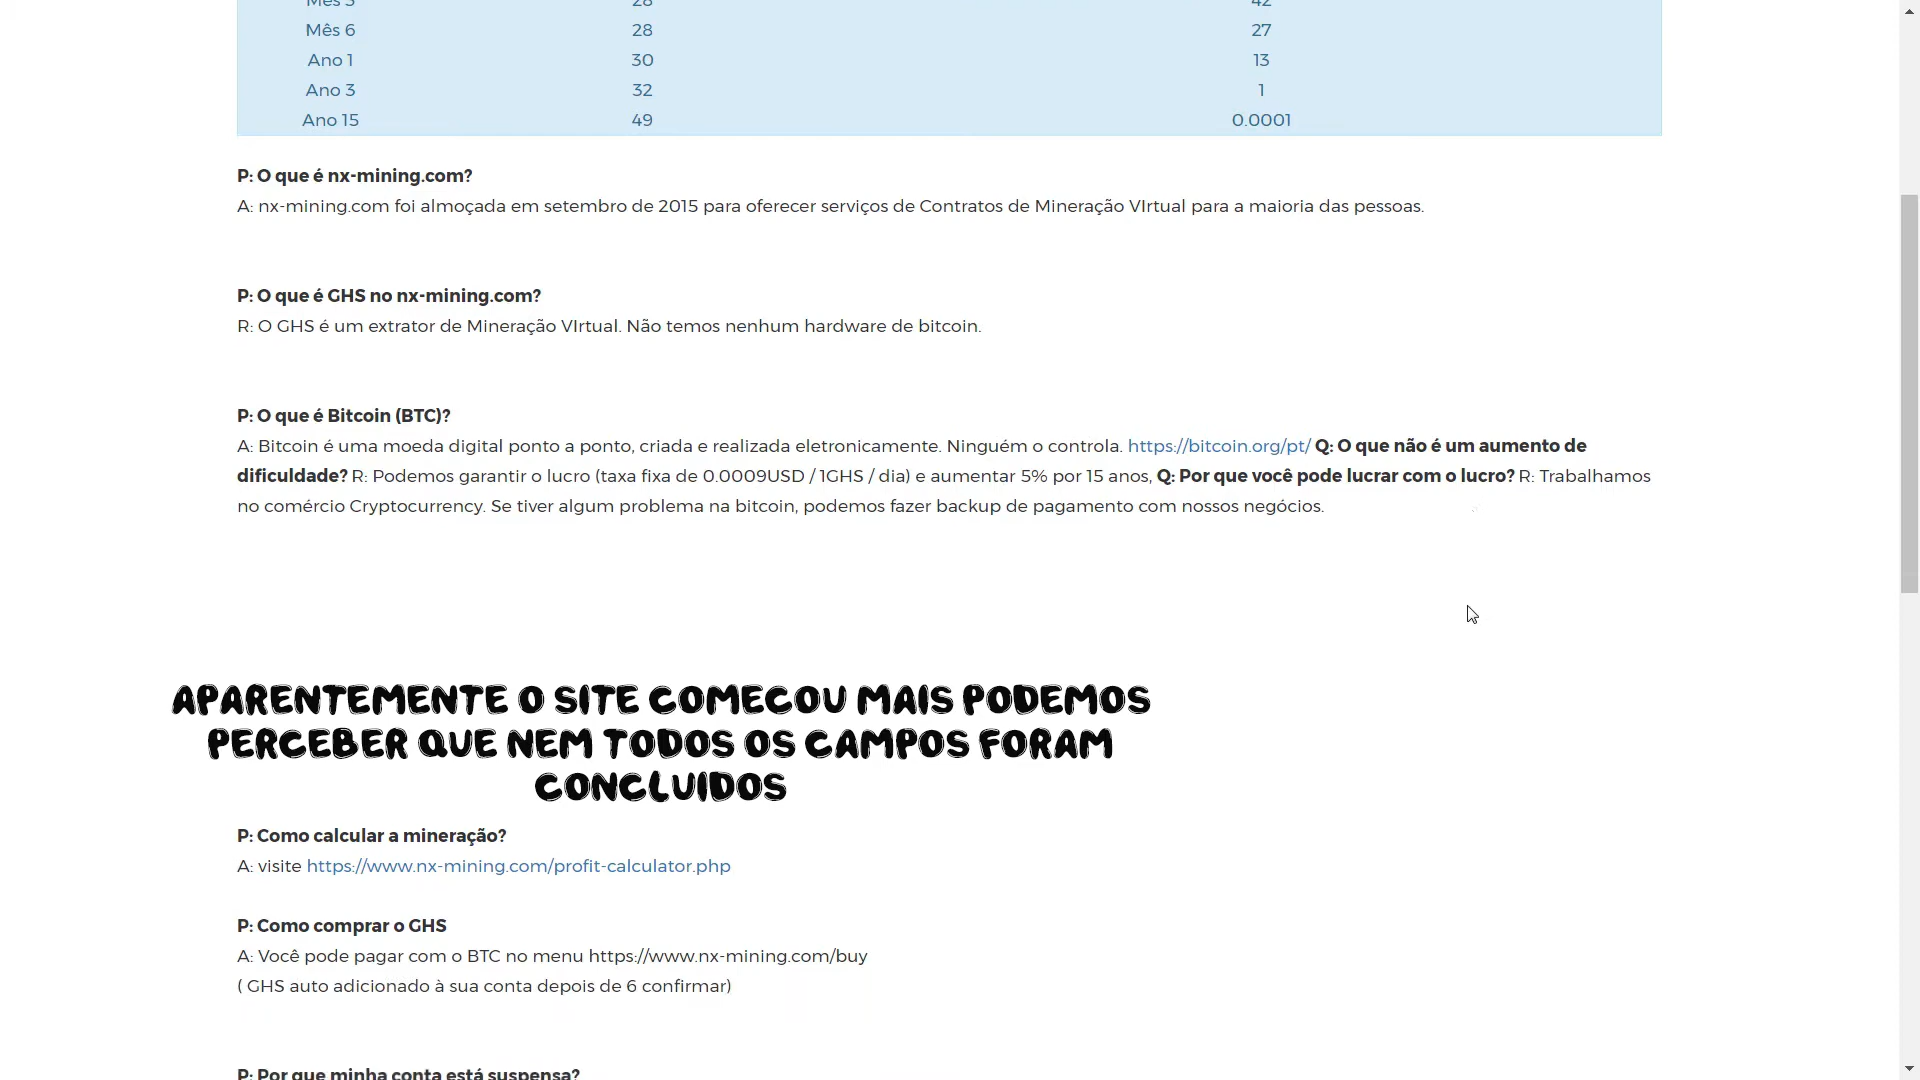 Mês 5 28 42
Mês 6 28 27
Ano 1 30 13
Ano 3 32 1
Ano 15 49 0.0001
P: O que é nx-mining.com?
A: nx-mining.com foi almoçada em setembro de 2015 para oferecer serviços de Contratos de Mineração VIrtual para a maioria das pessoas.
P: O que é GHS no nx-mining.com?
R: O GHS é um extrator de Mineração VIrtual. Não temos nenhum hardware de bitcoin.
P: O que é Bitcoin (BTC)?
A: Bitcoin é uma moeda digital ponto a ponto, criada e realizada eletronicamente. Ninguém o controla. https://bitcoin.org/pt/ Q: O que não é um aumento de
dificuldade? R: Podemos garantir o lucro (taxa fixa de 0.0009USD / 1GHS / dia) e aumentar 5% por 15 anos, Q: Por que você pode lucrar com o lucro? R: Trabalhamos
no comércio Cryptocurrency. Se tiver algum problema na bitcoin, podemos fazer backup de pagamento com nossos negócios.
APARENTEMENTE O SITE COMECOU MAIS PODEMOS
PERCEBER QUE NEM TODOS OS CAMPOS FORAM
CONCLUIDOS
P: Como calcular a mineração?
A: visite https://www.nx-mining.com/profit-calculator.php
P: Como comprar o GHS
A: Você pode pagar com o BTC no menu https://www.nx-mining.com/buy
( GHS auto adicionado à sua conta depois de 6 confirmar)
P: Por que minha conta está suspensa?